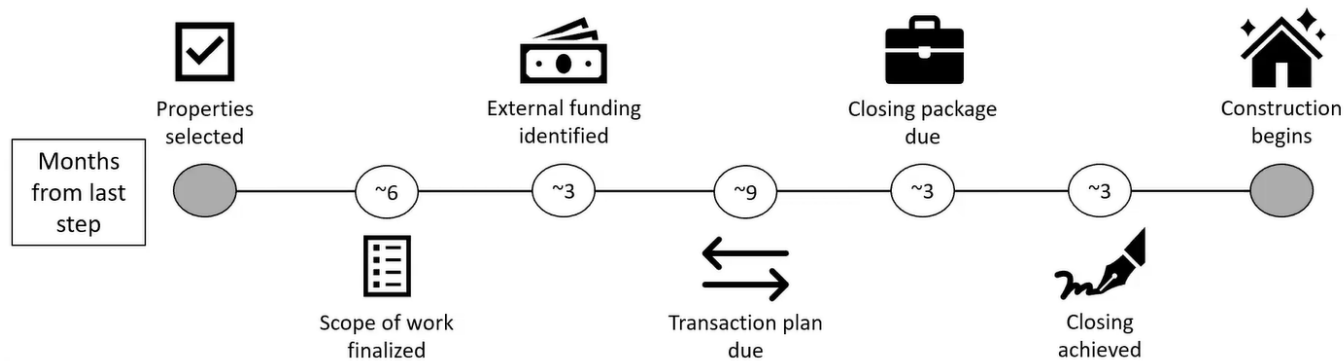 Properties
selected
External funding
identified
Closing package
due
Construction
begins
Months
from last
step
~6
~3
~9
~3
~3
Scope of work
finalized
Transaction plan
due
Closing
achieved